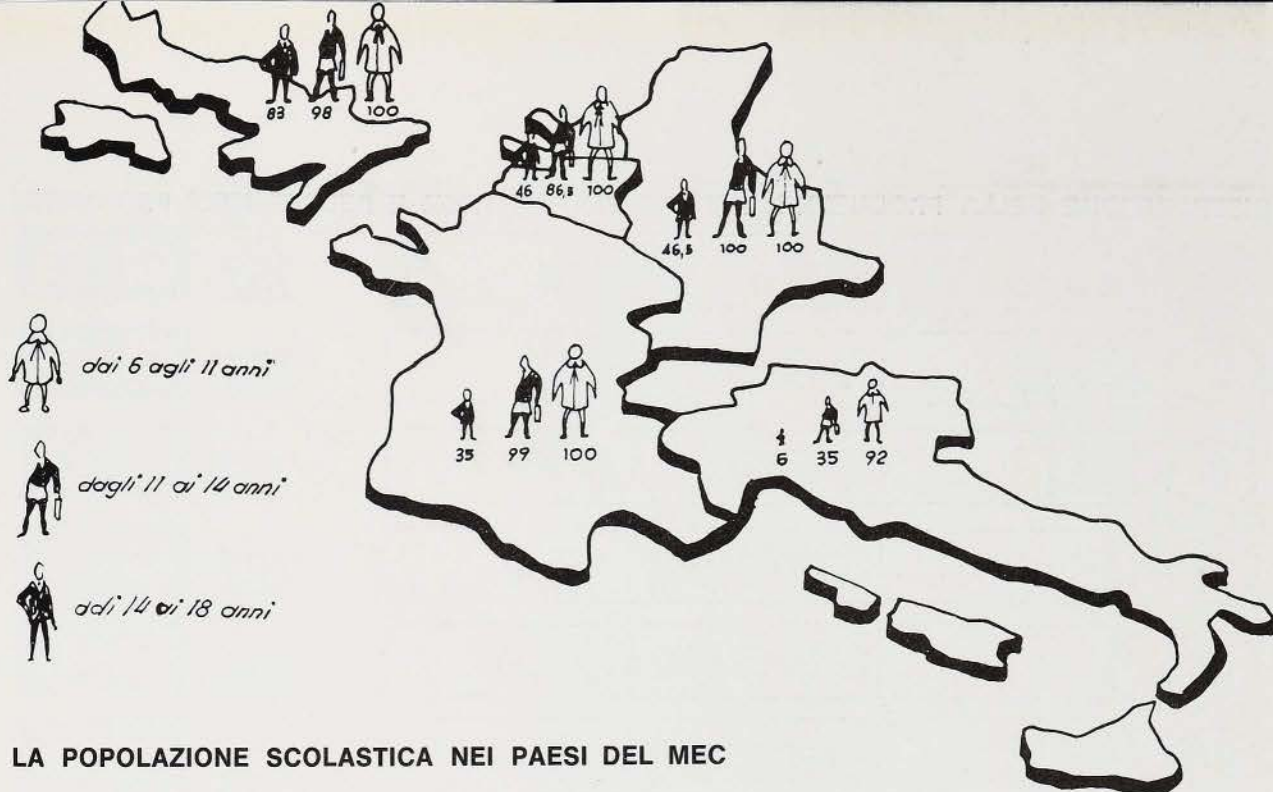 83 98 100
46 86,8 100
46,5 100 100
dai 6 agli 11 anni
35 99 100
6 35 92
dagli 11 ai 14 anni
dai 14 ai 18 anni
LA POPOLAZIONE SCOLASTICA NEI PAESI DEL MEC